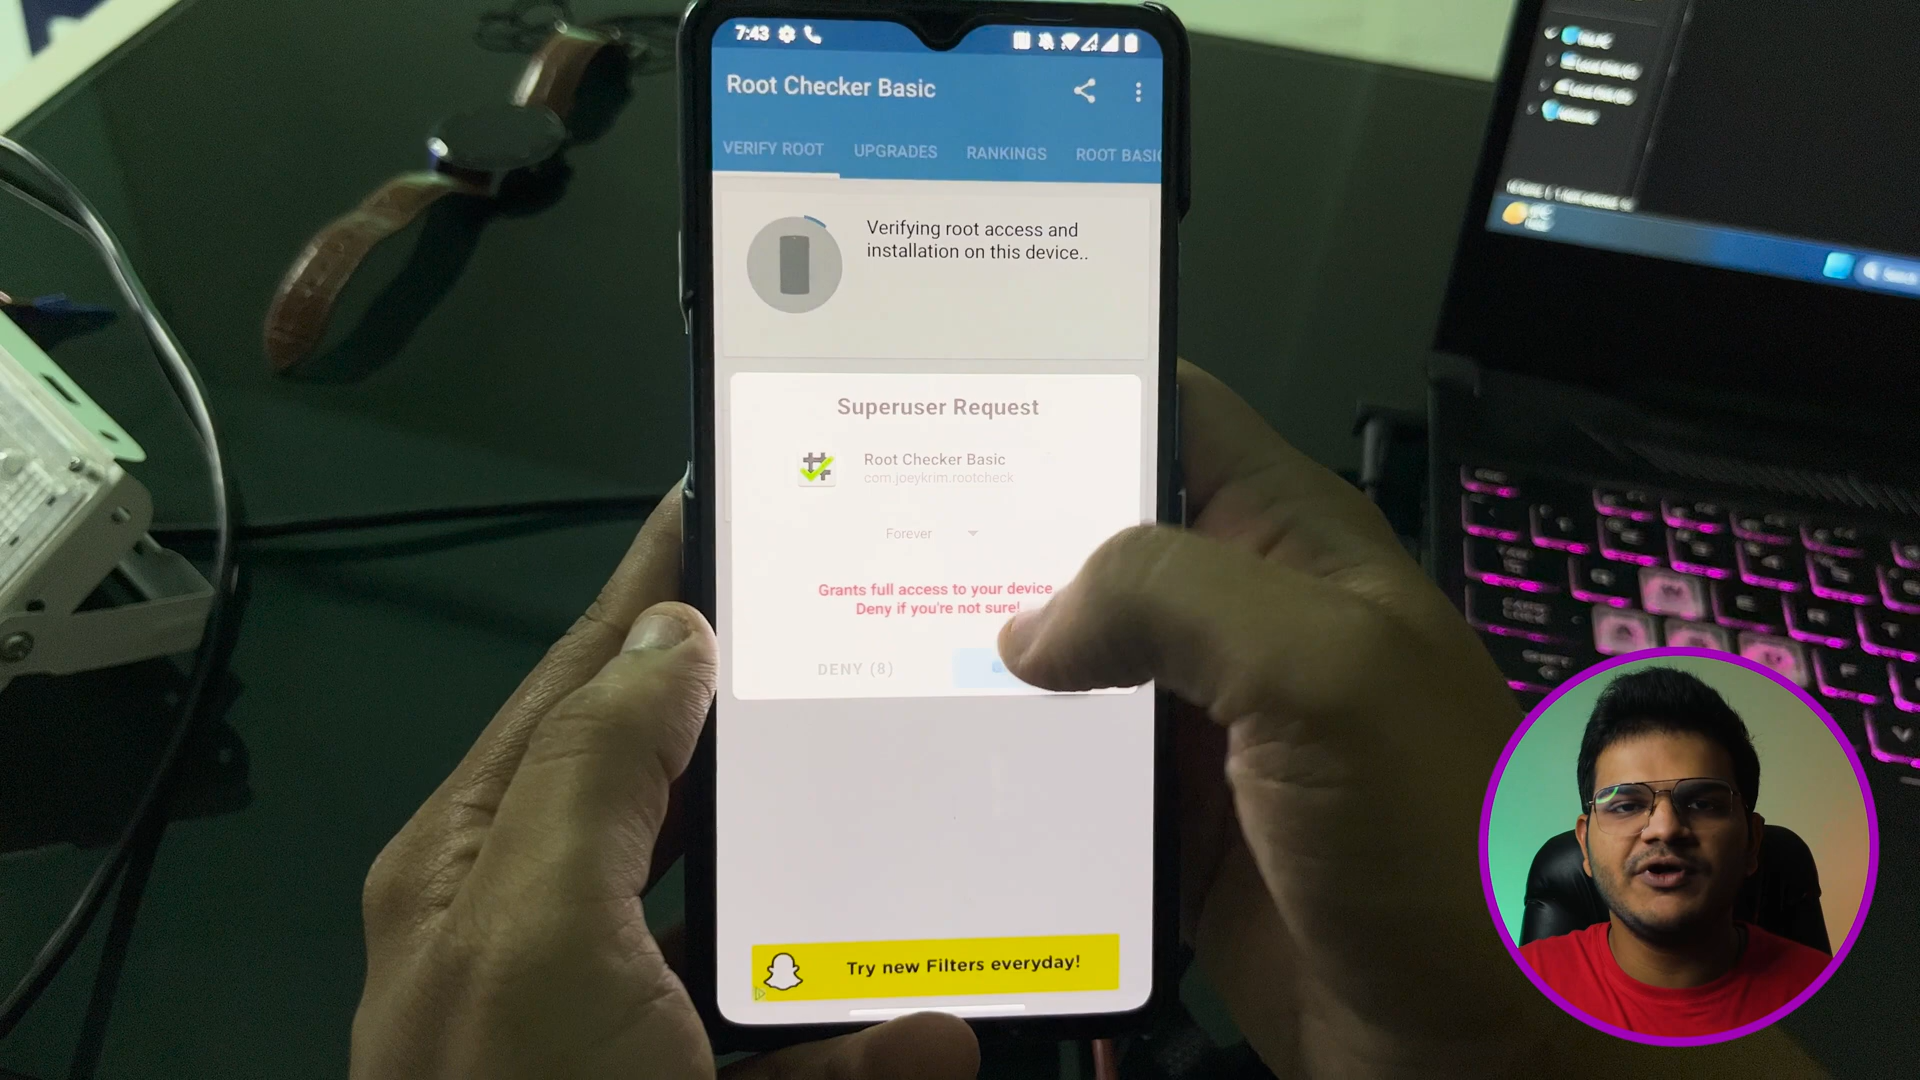 7:43
Root Checker Basic
VERIFY ROOT UPGRADES RANKINGS ROOT BASIC
Verifying root access and
installation on this device..
Superuser Request
Root Checker Basic
com.joeykrim.rootcheck
Forever
Grants full access to your device
Deny if you're not sure!
DENY (8)
Try new Filters everyday!